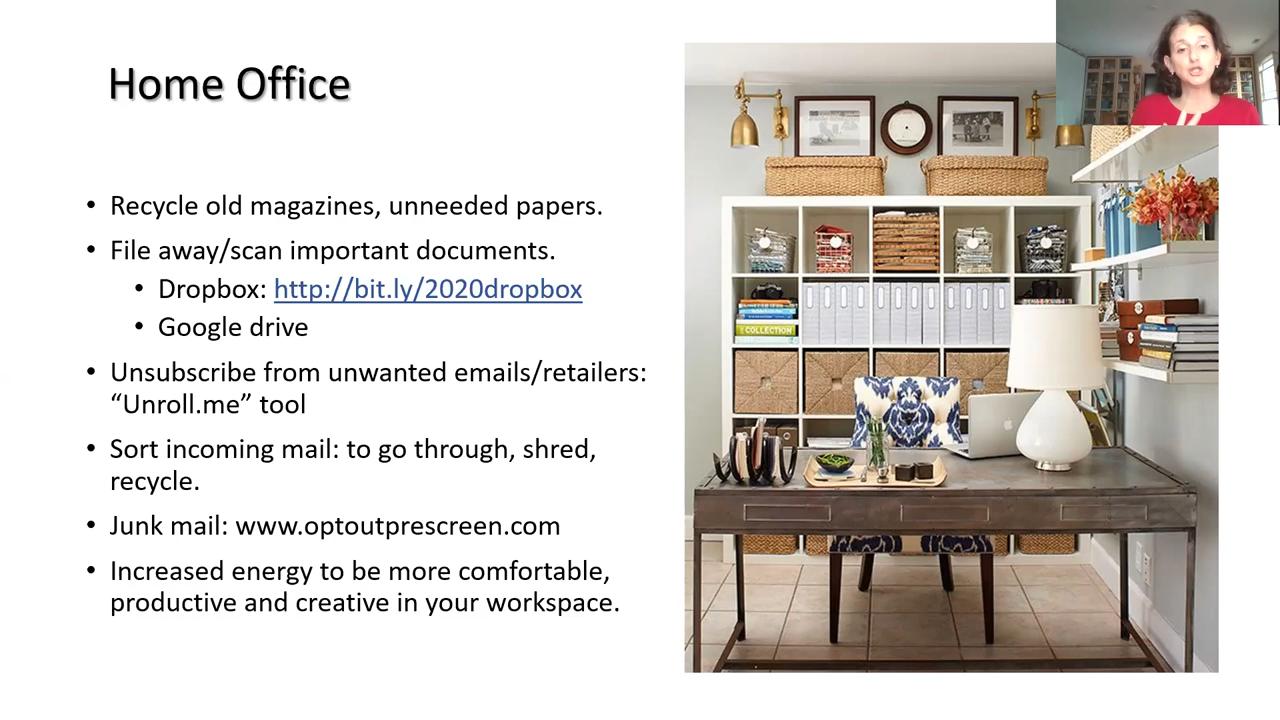 Home Office
• Recycle old magazines, unneeded papers.
• File away/scan important documents.
• Dropbox: http://bit.ly/2020dropbox
• Google drive
• Unsubscribe from unwanted emails/retailers:
“Unroll.me” tool
• Sort incoming mail: to go through, shred,
recycle.
• Junk mail: www.optoutprescreen.com
• Increased energy to be more comfortable,
productive and creative in your workspace.
COLLECTION